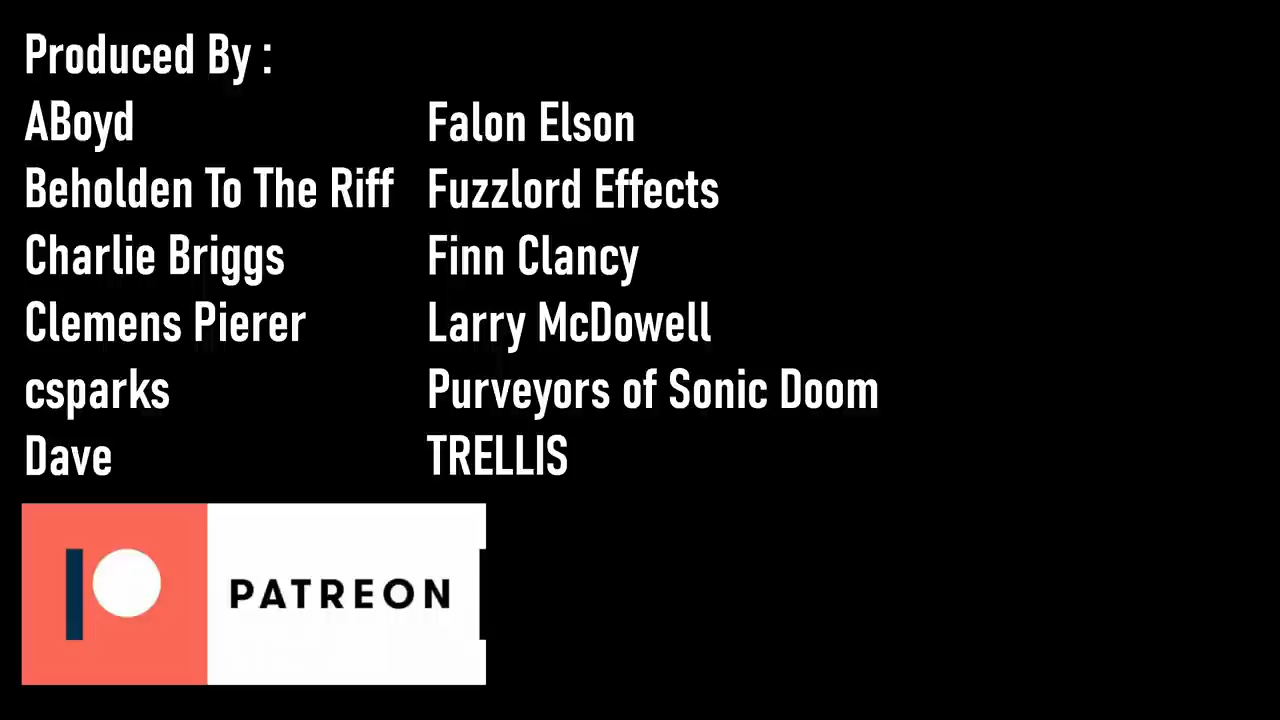 Produced By :
ABoyd
Beholden To The Riff
Charlie Briggs
Clemens Pierer
csparks
Dave
Falon Elson
Fuzzlord Effects
Finn Clancy
Larry McDowell
Purveyors of Sonic Doom
TRELLIS
PATREON